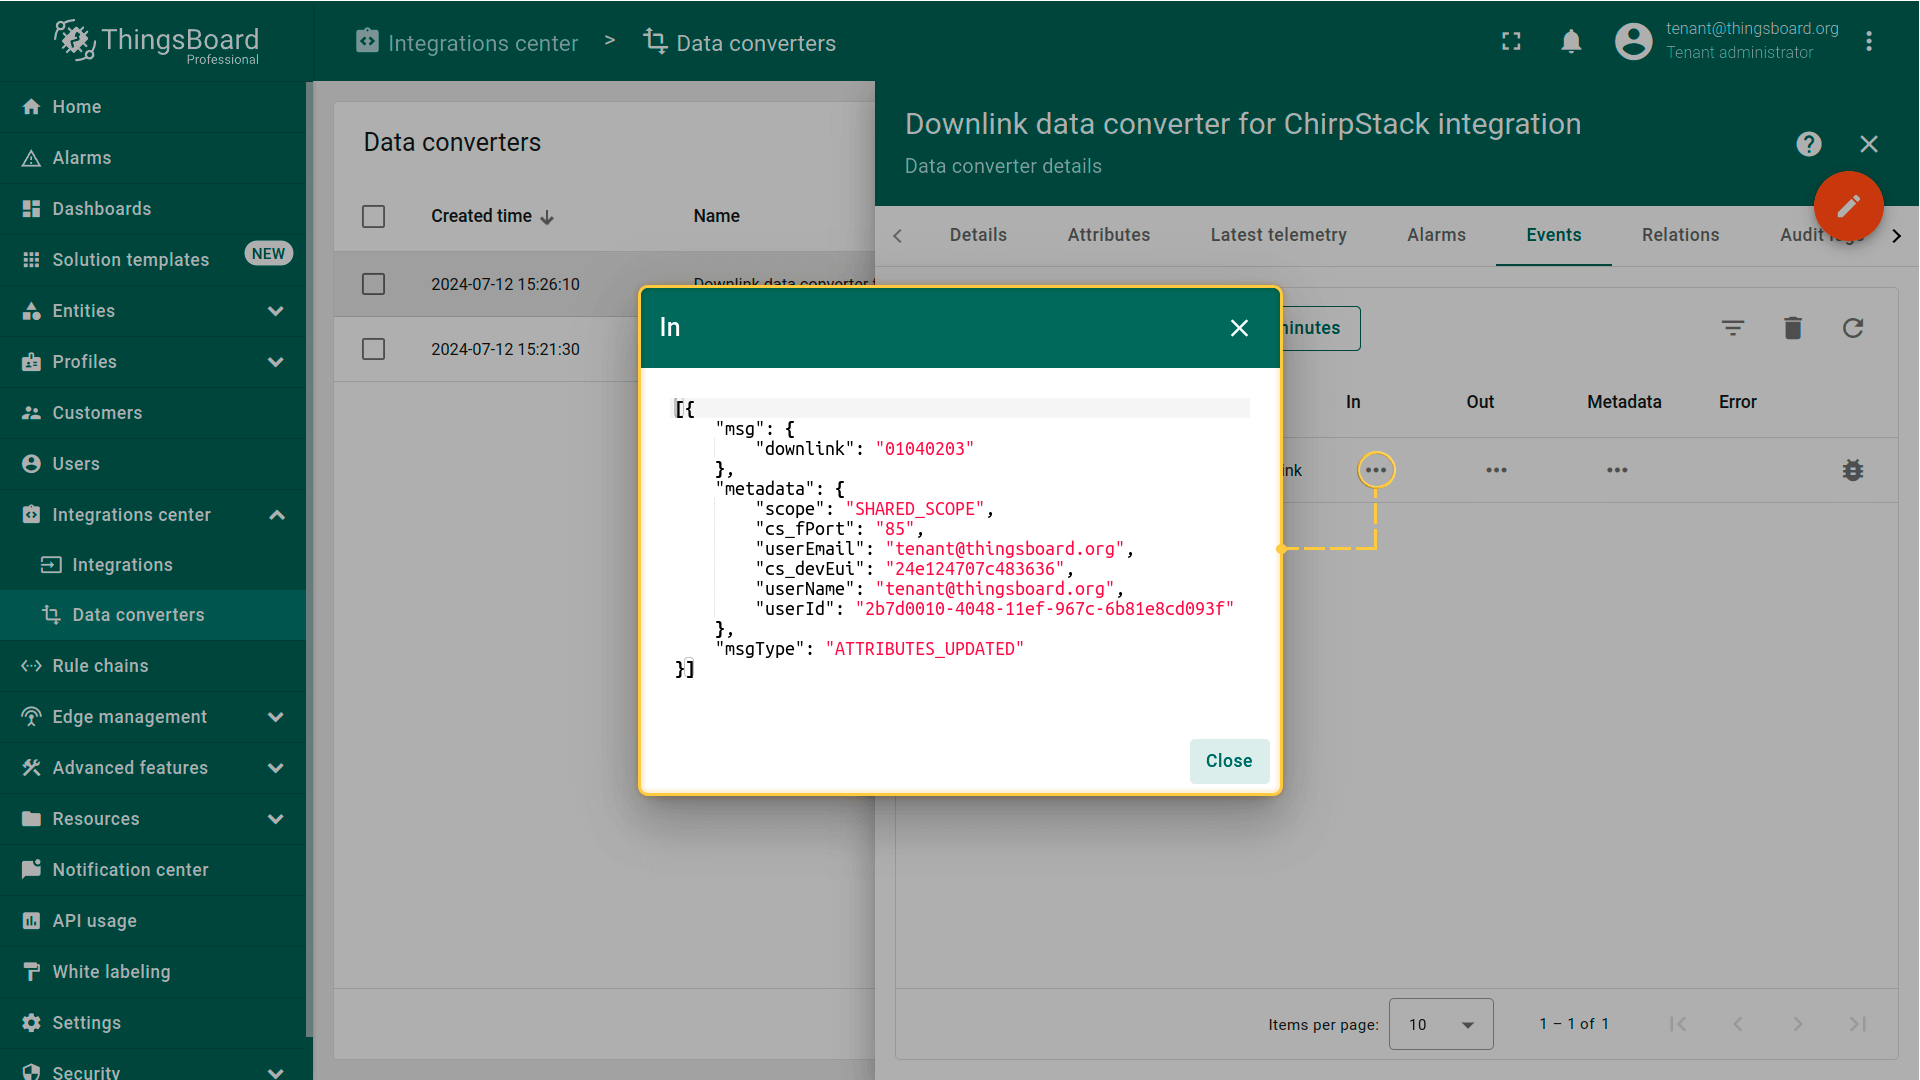 ThingsBoard
Professional
Integrations center > Data converters
tenant@thingsboard.org
Tenant administrator
Home
Alarms
Dashboards
Solution templates NEW
Entities
Profiles
Customers
Users
Integrations center
Integrations
Data converters
Rule chains
Edge management
Advanced features
Resources
Notification center
API usage
White labeling
Settings
Security
Data converters
Created time Name
2024-07-12 15:26:10 Downlink data converter
2024-07-12 15:21:30
Downlink data converter for ChirpStack integration
Data converter details
Details Attributes Latest telemetry Alarms Events Relations Audit logs
minutes
In Out Metadata Error
ink
Items per page: 10 1 – 1 of 1
In
[{
"msg": {
"downlink": "01040203"
},
"metadata": {
"scope": "SHARED_SCOPE",
"cs_fPort": "85",
"userEmail": "tenant@thingsboard.org",
"cs_devEui": "24e124707c483636",
"userName": "tenant@thingsboard.org",
"userId": "2b7d0010-4048-11ef-967c-6b81e8cd093f"
},
"msgType": "ATTRIBUTES_UPDATED"
}]
Close